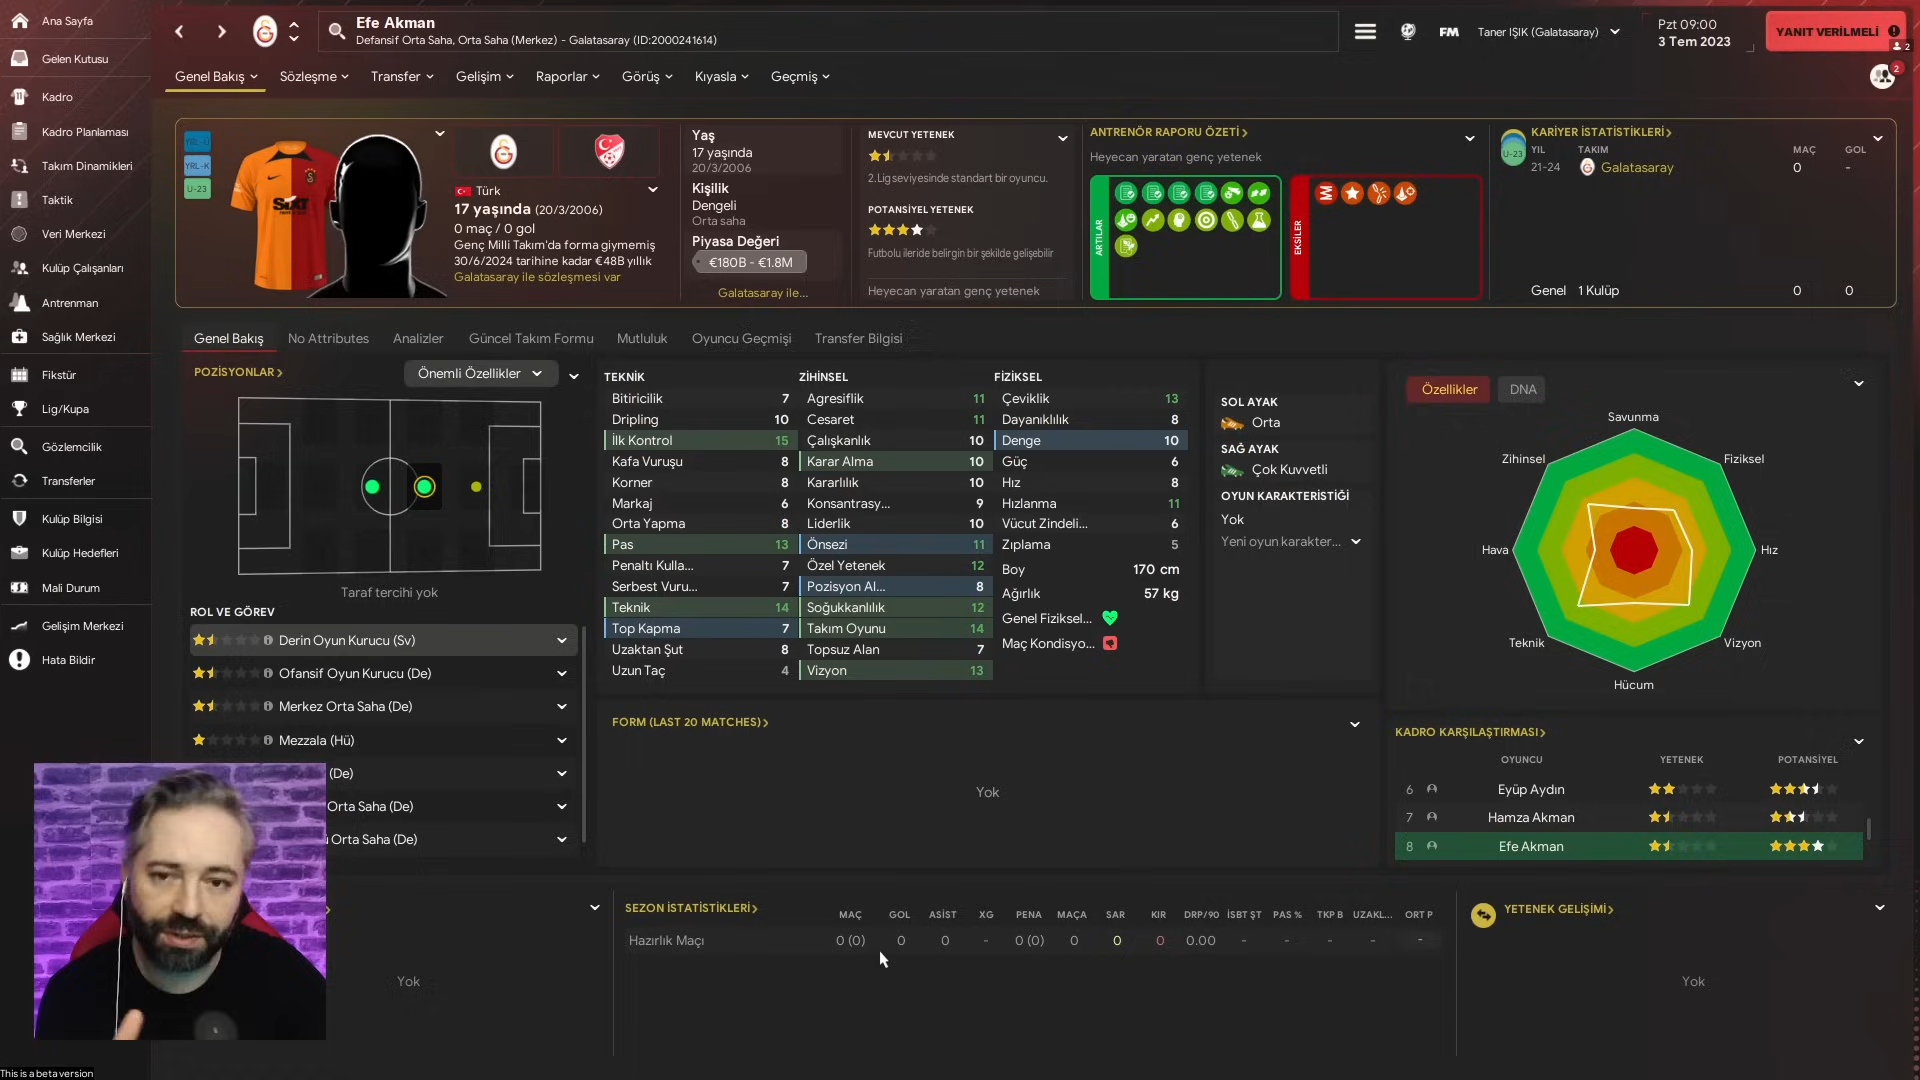 Ana Sayfa
Gelen Kutusu
Kadro
Kadro Planlaması
Takım Dinamikleri
Taktik
Veri Merkezi
Kulüp Çalışanları
Antrenman
Sağlık Merkezi
Fikstür
Lig/Kupa
Gözlemcilik
Transferler
Kulüp Bilgisi
Kulüp Hedefleri
Mali Durum
Gelişim Merkezi
Hata Bildir
Efe Akman
Defansif Orta Saha, Orta Saha (Merkez) - Galatasaray (ID:2000241614)
FM
Taner IŞIK (Galatasaray)
Pzt 09:00
3 Tem 2023
YANIT VERİLMELİ
2
2
Genel Bakış
Sözleşme
Transfer
Gelişim
Raporlar
Görüş
Kıyasla
Geçmiş
YRL-U
YRL-K
U-23
SIXT
Türk
17 yaşında (20/3/2006)
0 maç / 0 gol
Genç Milli Takım'da forma giymemiş
30/6/2024 tarihine kadar €48B yıllık
Galatasaray ile sözleşmesi var
Yaş
17 yaşında
20/3/2006
Kişilik
Dengeli
Orta saha
Piyasa Değeri
€180B - €1.8M
Galatasaray ile...
MEVCUT YETENEK
2.Lig seviyesinde standart bir oyuncu.
POTANSİYEL YETENEK
Futbolu ileride belirgin bir şekilde gelişebilir
Heyecan yaratan genç yetenek
ANTRENÖR RAPORU ÖZETİ
Heyecan yaratan genç yetenek
ARTILAR
EKSİLER
KARİYER İSTATİSTİKLERİ
YIL TAKIM MAÇ GOL
U-23
21-24 Galatasaray 0 -
Genel 1 Kulüp 0 0
Genel Bakış
No Attributes
Analizler
Güncel Takım Formu
Mutluluk
Oyuncu Geçmişi
Transfer Bilgisi
POZİSYONLAR
Önemli Özellikler
Taraf tercihi yok
ROL VE GÖREV
Derin Oyun Kurucu (Sv)
Ofansif Oyun Kurucu (De)
Merkez Orta Saha (De)
Mezzala (Hü)
(De)
Orta Saha (De)
Orta Saha (De)
TEKNİK
Bitiricilik 7
Dripling 10
İlk Kontrol 15
Kafa Vuruşu 8
Korner 8
Markaj 6
Orta Yapma 8
Pas 13
Penaltı Kulla... 7
Serbest Vuru... 7
Teknik 14
Top Kapma 7
Uzaktan Şut 8
Uzun Taç 4
ZİHİNSEL
Agresiflik 11
Cesaret 11
Çalışkanlık 10
Karar Alma 10
Kararlılık 10
Konsantrasy... 9
Liderlik 10
Önsezi 11
Özel Yetenek 12
Pozisyon Al... 8
Soğukkanlılık 12
Takım Oyunu 14
Topsuz Alan 7
Vizyon 13
FİZİKSEL
Çeviklik 13
Dayanıklılık 8
Denge 10
Güç 6
Hız 8
Hızlanma 11
Vücut Zindeli... 6
Zıplama 5
Boy 170 cm
Ağırlık 57 kg
Genel Fiziksel...
Maç Kondisyo...
SOL AYAK
Orta
SAĞ AYAK
Çok Kuvvetli
OYUN KARAKTERİSTİĞİ
Yok
Yeni oyun karakter...
Özellikler
DNA
Savunma
Fiziksel
Hız
Vizyon
Hücum
Teknik
Hava
Zihinsel
FORM (LAST 20 MATCHES)
Yok
KADRO KARŞILAŞTIRMASI
OYUNCU YETENEK POTANSİYEL
6 Eyüp Aydın
7 Hamza Akman
8 Efe Akman
Yok
SEZON İSTATİSTİKLERİ
MAÇ GOL ASİST XG PENA MAÇA SAR KIR DRP/90 İSBT ŞT PAS % TKP B UZAKL... ORT P
Hazırlık Maçı 0 (0) 0 0 - 0 (0) 0 0 0 0.00 - - - - -
YETENEK GELİŞİMİ
Yok
This is a beta version